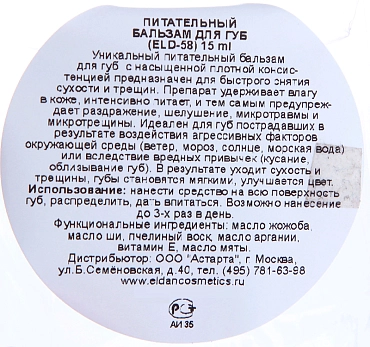 ПИТАТЕЛЬНЫЙ
БАЛЬЗАМ ДЛЯ ГУБ
(ELD-58) 15 ml
Уникальный питательный бальзам
для губ с насыщенной плотной консис-
тенцией предназначен для быстрого снятия
сухости и трещин. Препарат удерживает влагу
в коже, интенсивно питает, и тем самым предупреж-
дает раздражение, шелушение, микротравмы и
микротрещины. Идеален для губ пострадавших в
результате воздействия агрессивных факторов
окружающей среды (ветер, мороз, солнце, морская вода)
или вследствие вредных привычек (кусание,
облизывание губ). В результате уходит сухость и
трещины, губы становятся мягкими, улучшается цвет.
Использование: нанести средство на всю поверхность
губ, распределить, дать впитаться. Возможно нанесение
до 3-х раз в день.
Функциональные ингредиенты: масло жожоба,
масло ши, пчелиный воск, масло аргании,
витамин Е, масло мяты.
Дистрибьютор: ООО "Астарта", г. Москва,
ул.Б.Семёновская, д.40, тел. (495) 781-63-98
www.eldancosmetics.ru
РСТ
АИ 35